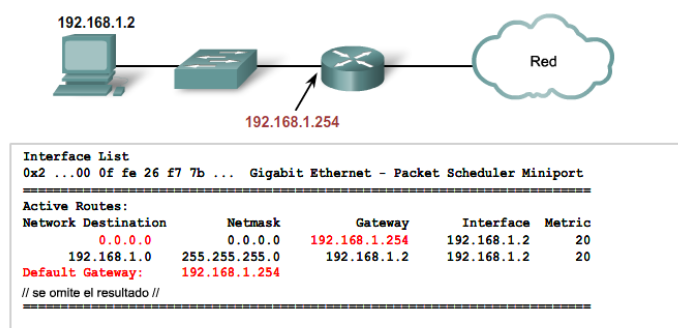 192.168.1.2
Red
192.168.1.254
Interface List
0x2 ...00 0f fe 26 f7 7b ... Gigabit Ethernet - Packet Scheduler Miniport
===========================================================================
Active Routes:
Network Destination Netmask Gateway Interface Metric
0.0.0.0 0.0.0.0 192.168.1.254 192.168.1.2 20
192.168.1.0 255.255.255.0 192.168.1.2 192.168.1.2 20
Default Gateway: 192.168.1.254
// se omite el resultado //
===========================================================================